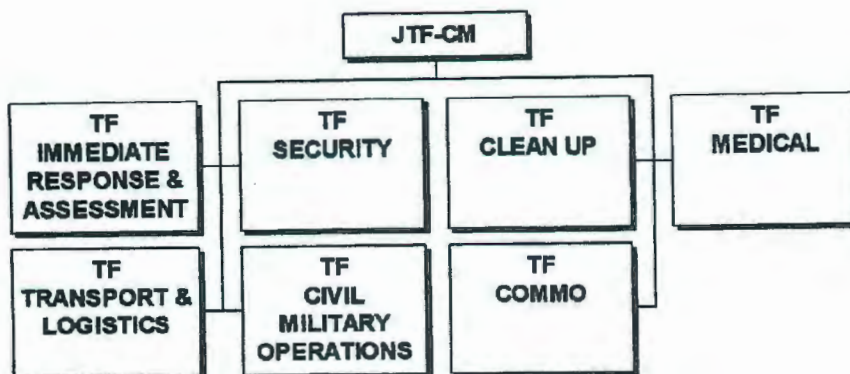 JTF-CM
TF
IMMEDIATE
RESPONSE &
ASSESSMENT
TF
SECURITY
TF
CLEAN UP
TF
MEDICAL
TF
TRANSPORT &
LOGISTICS
TF
CIVIL
MILITARY
OPERATIONS
TF
COMMO